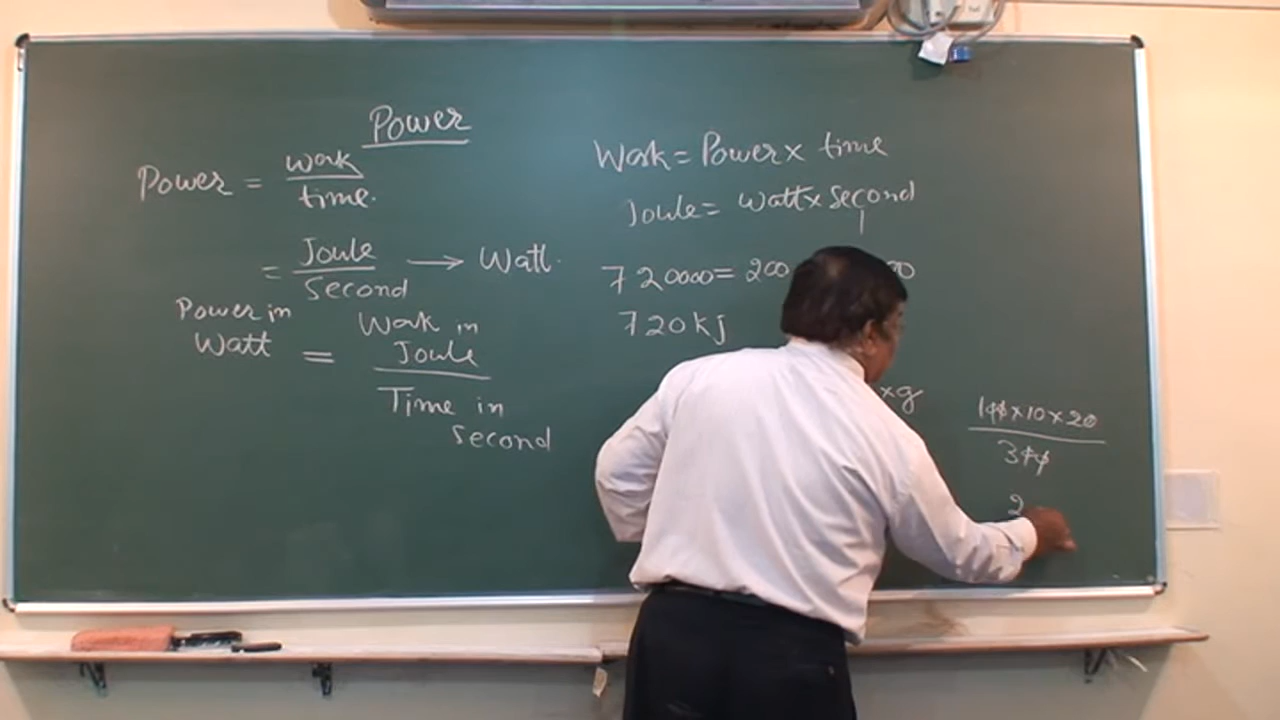 Power
Power = work
time.
= Joule
second → Watt.
Power in
Watt = Work in
Joule
Time in
second
Work = Power x time
Joule = Watt x second
720000 = 200
720 kj
x g
100 x 10 x 20
300
2